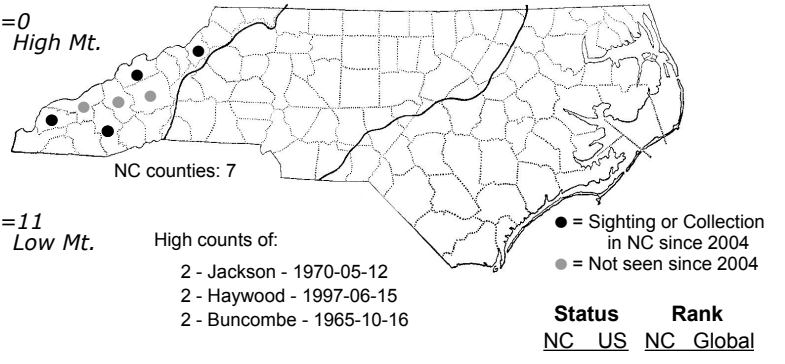 =0
High Mt.
NC counties: 7
=11
Low Mt.
High counts of:
2 - Jackson - 1970-05-12
2 - Haywood - 1997-06-15
2 - Buncombe - 1965-10-16
● = Sighting or Collection
in NC since 2004
● = Not seen since 2004
Status Rank
NC US NC Global